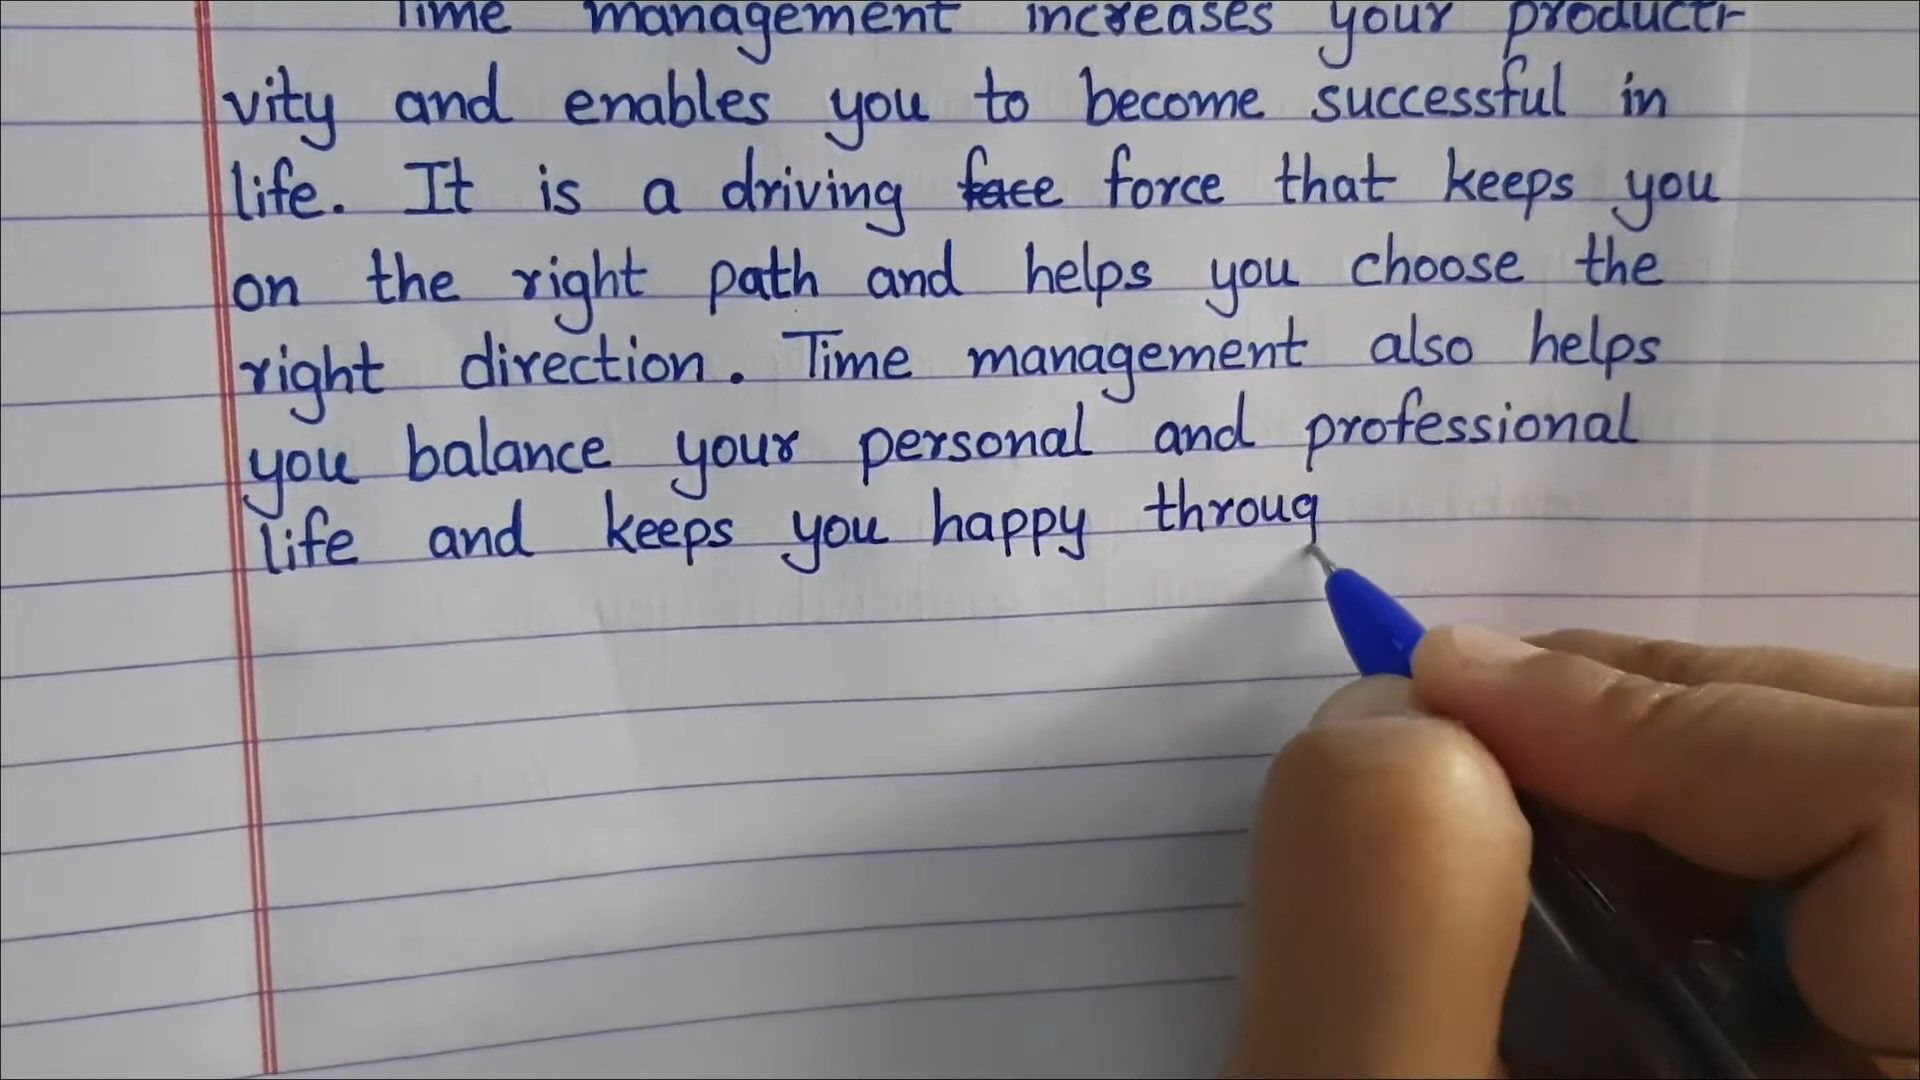 Time management increases your producti-
vity and enables you to become successful in
life. It is a driving face force that keeps you
on the right path and helps you choose the
right direction. Time management also helps
you balance your personal and professional
life and keeps you happy throug